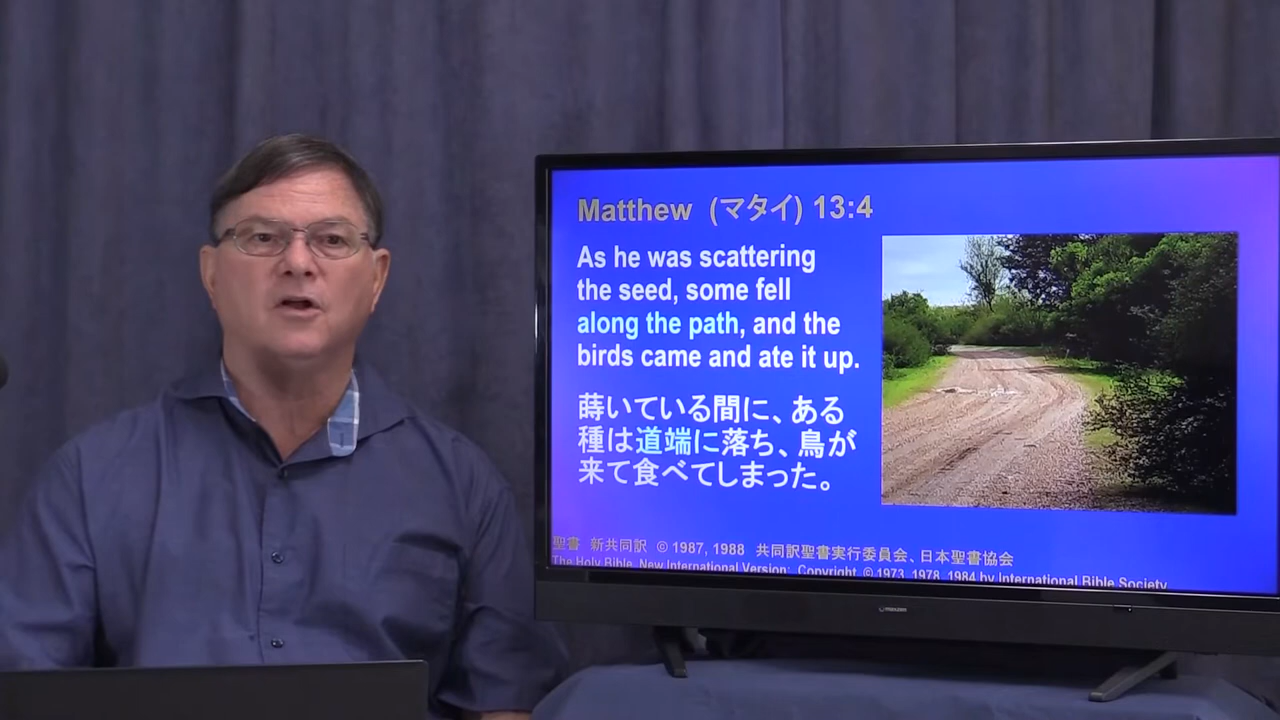 Matthew (マタイ) 13:4
As he was scattering
the seed, some fell
along the path, and the
birds came and ate it up.
蒔いている間に、ある
種は道端に落ち、鳥が
来て食べてしまった。
聖書 新共同訳 © 1987, 1988 共同訳聖書実行委員会、日本聖書協会
The Holy Bible, New International Version; Copyright, © 1973, 1978, 1984 by International Bible Society